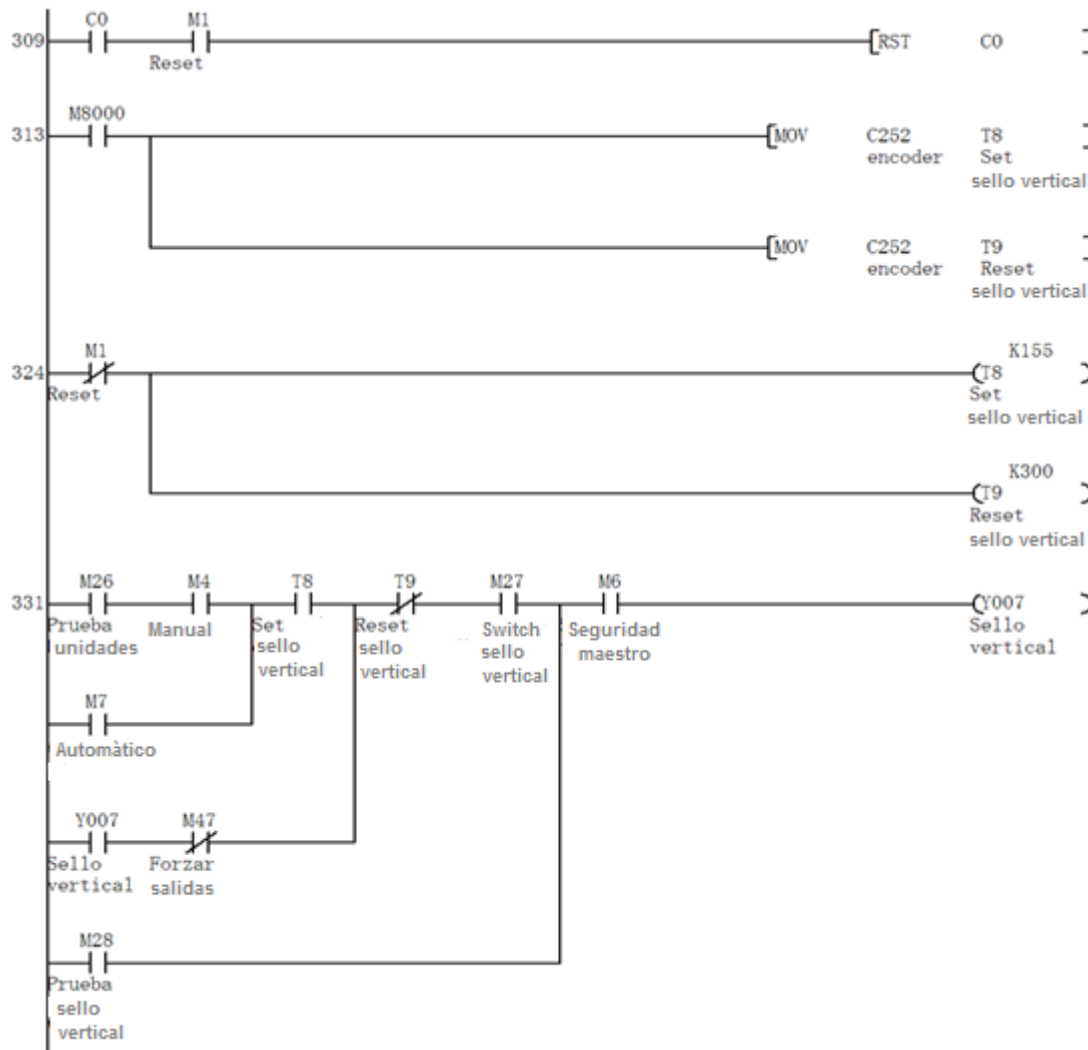 C0 M1
309 [RST C0 ]
Reset
M8000
313 [MOV C252 T8 ]
encoder Set
sello vertical
[MOV C252 T9 ]
encoder Reset
sello vertical
M1 K155
324 (T8 )
Reset Set
sello vertical
K300
(T9 )
Reset
sello vertical
M26 M4 T8 T9 M27 M6
331 (Y007 )
Prueba Manual Set Reset Switch Seguridad Sello
unidades sello sello sello maestro vertical
vertical vertical vertical
M7
Automàtico
Y007 M47
Sello Forzar
vertical salidas
M28
Prueba
sello
vertical